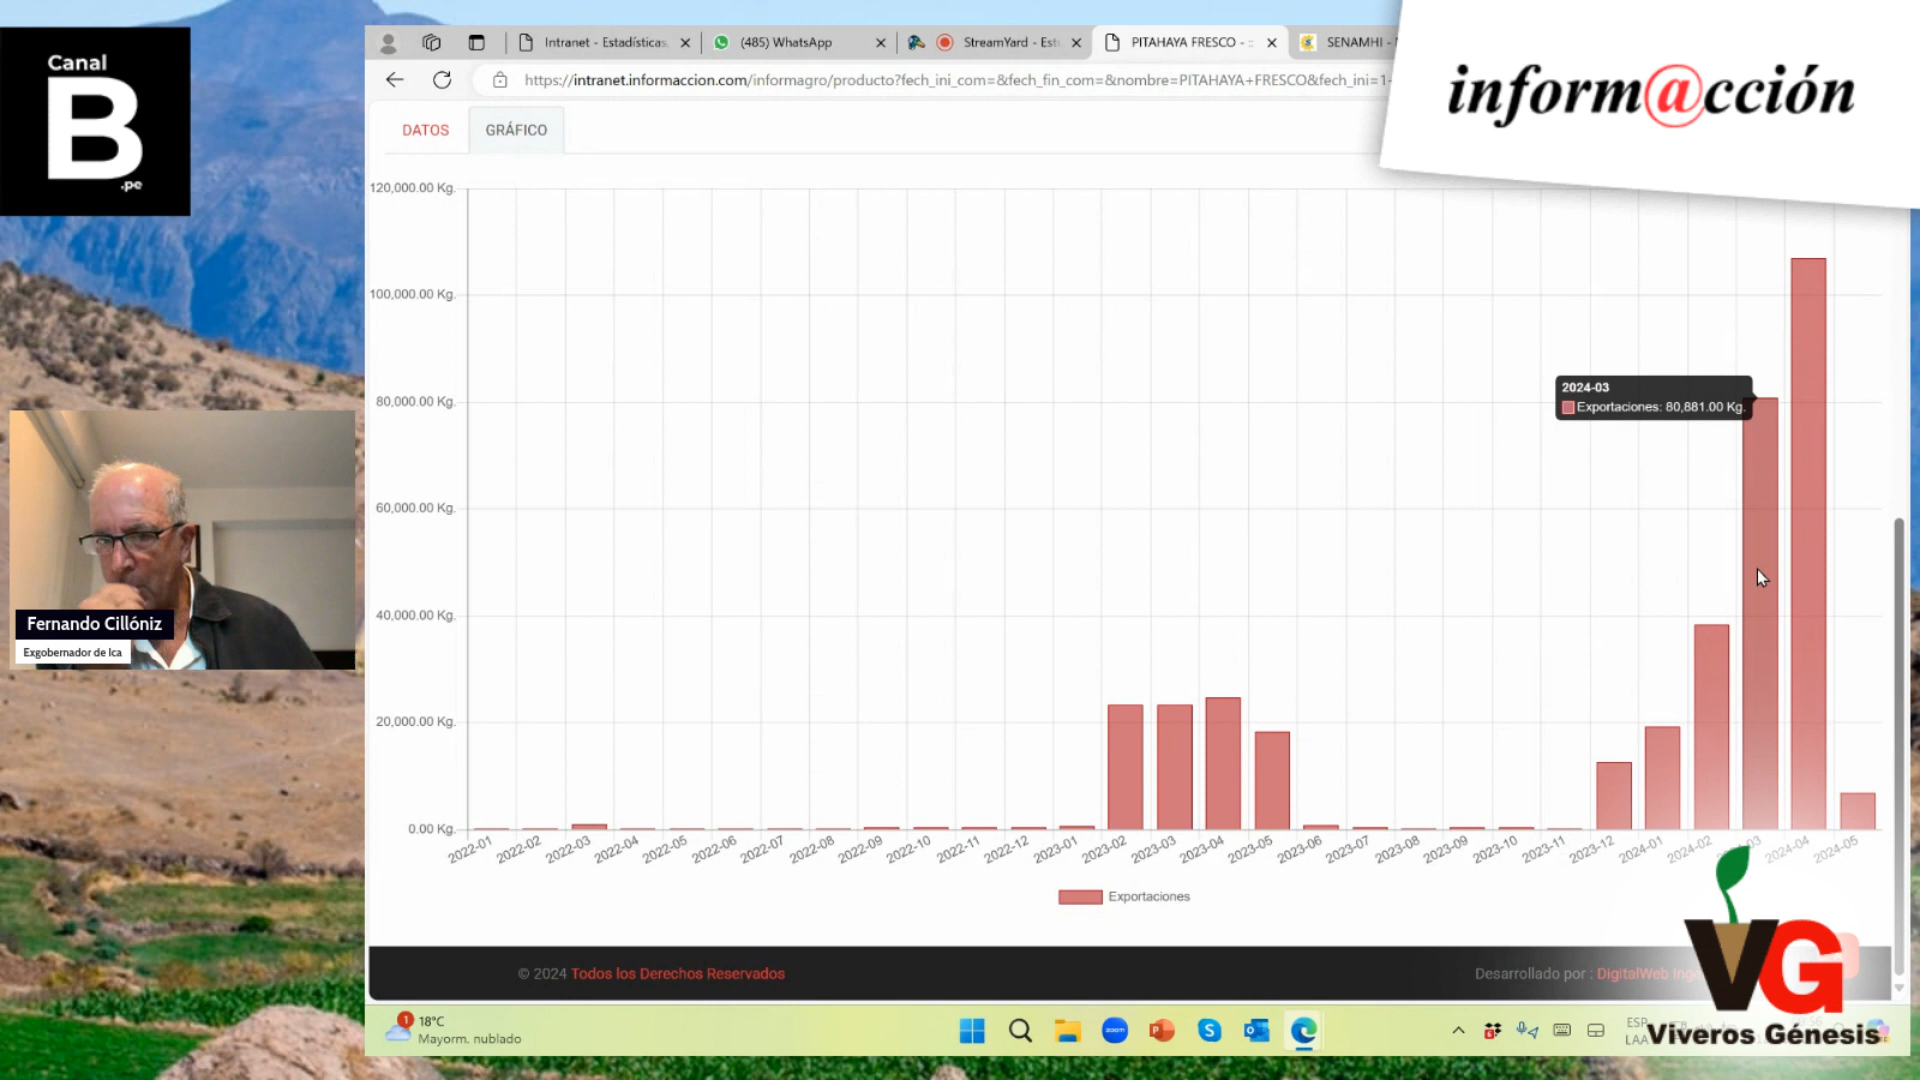 Canal
B
.pe
Intranet - Estadísticas
(485) WhatsApp
StreamYard - Est
PITAHAYA FRESCO -
SENAMHI -
inform@cción
https://intranet.informaccion.com/informagro/producto?fech_ini_com=&fech_fin_com=&nombre=PITAHAYA+FRESCO&fech_ini=1-
DATOS
GRÁFICO
120,000.00 Kg.
100,000.00 Kg.
80,000.00 Kg.
60,000.00 Kg.
40,000.00 Kg.
20,000.00 Kg.
0.00 Kg.
2024-03
Exportaciones: 80,881.00 Kg.
2022-01
2022-02
2022-03
2022-04
2022-05
2022-06
2022-07
2022-08
2022-09
2022-10
2022-11
2022-12
2023-01
2023-02
2023-03
2023-04
2023-05
2023-06
2023-07
2023-08
2023-09
2023-10
2023-11
2023-12
2024-01
2024-02
03
2024-04
2024-05
Exportaciones
Fernando Cillóniz
Exgobernador de Ica
© 2024 Todos los Derechos Reservados
Desarrollado por : DigitalWeb Ing
1
18°C
Mayorm. nublado
zoom
ESP
LAA
VG
Viveros Génesis